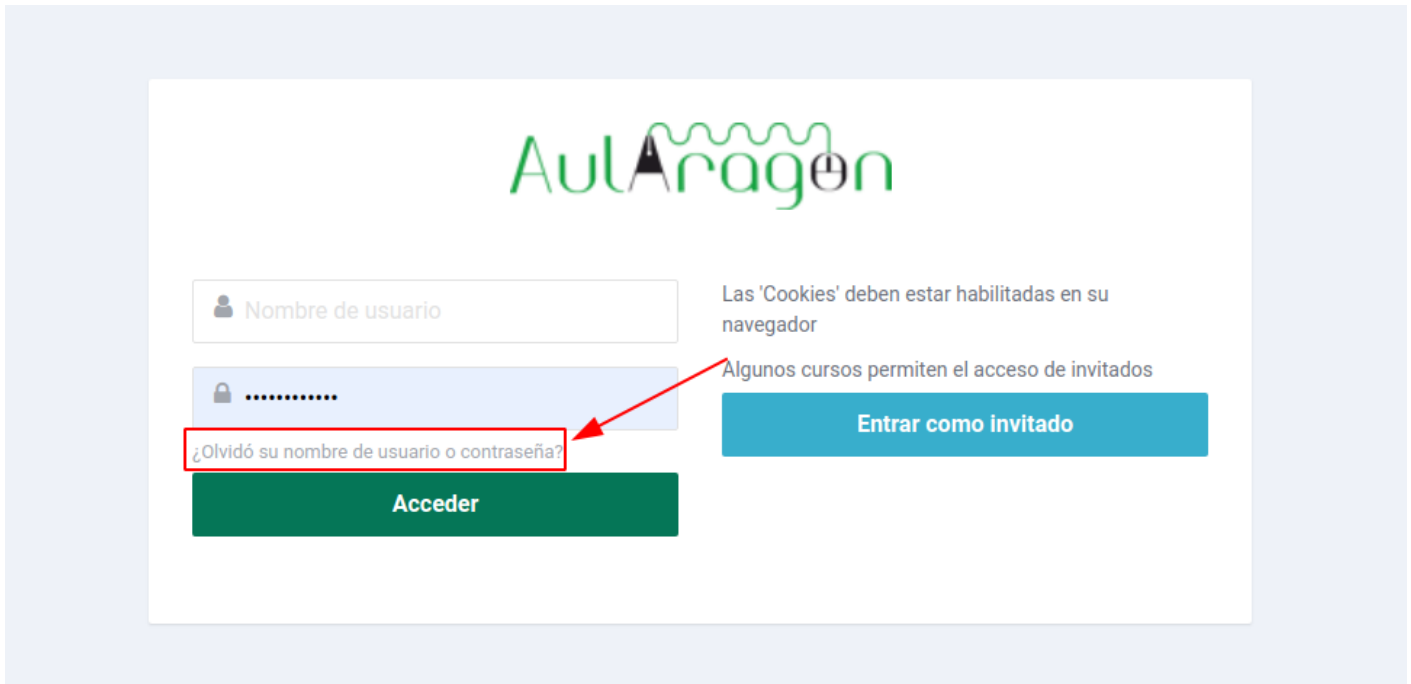 AulAragon
Nombre de usuario
••••••••••••
¿Olvidó su nombre de usuario o contraseña?
Acceder
Las 'Cookies' deben estar habilitadas en su
navegador
Algunos cursos permiten el acceso de invitados
Entrar como invitado